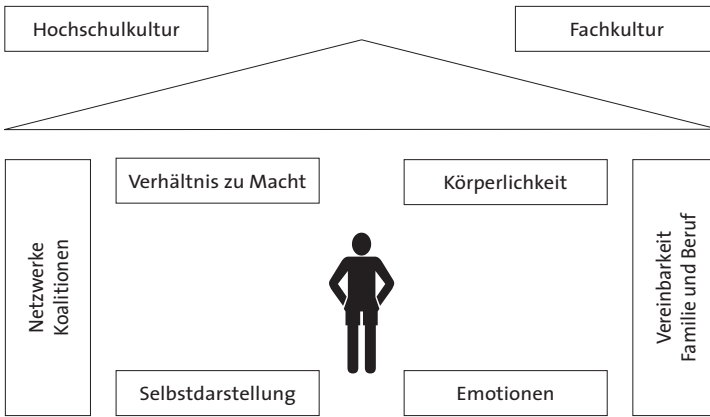 Hochschulkultur
Fachkultur
Verhältnis zu Macht
Körperlichkeit
Netzwerke
Koalitionen
Vereinbarkeit
Familie und Beruf
Selbstdarstellung
Emotionen